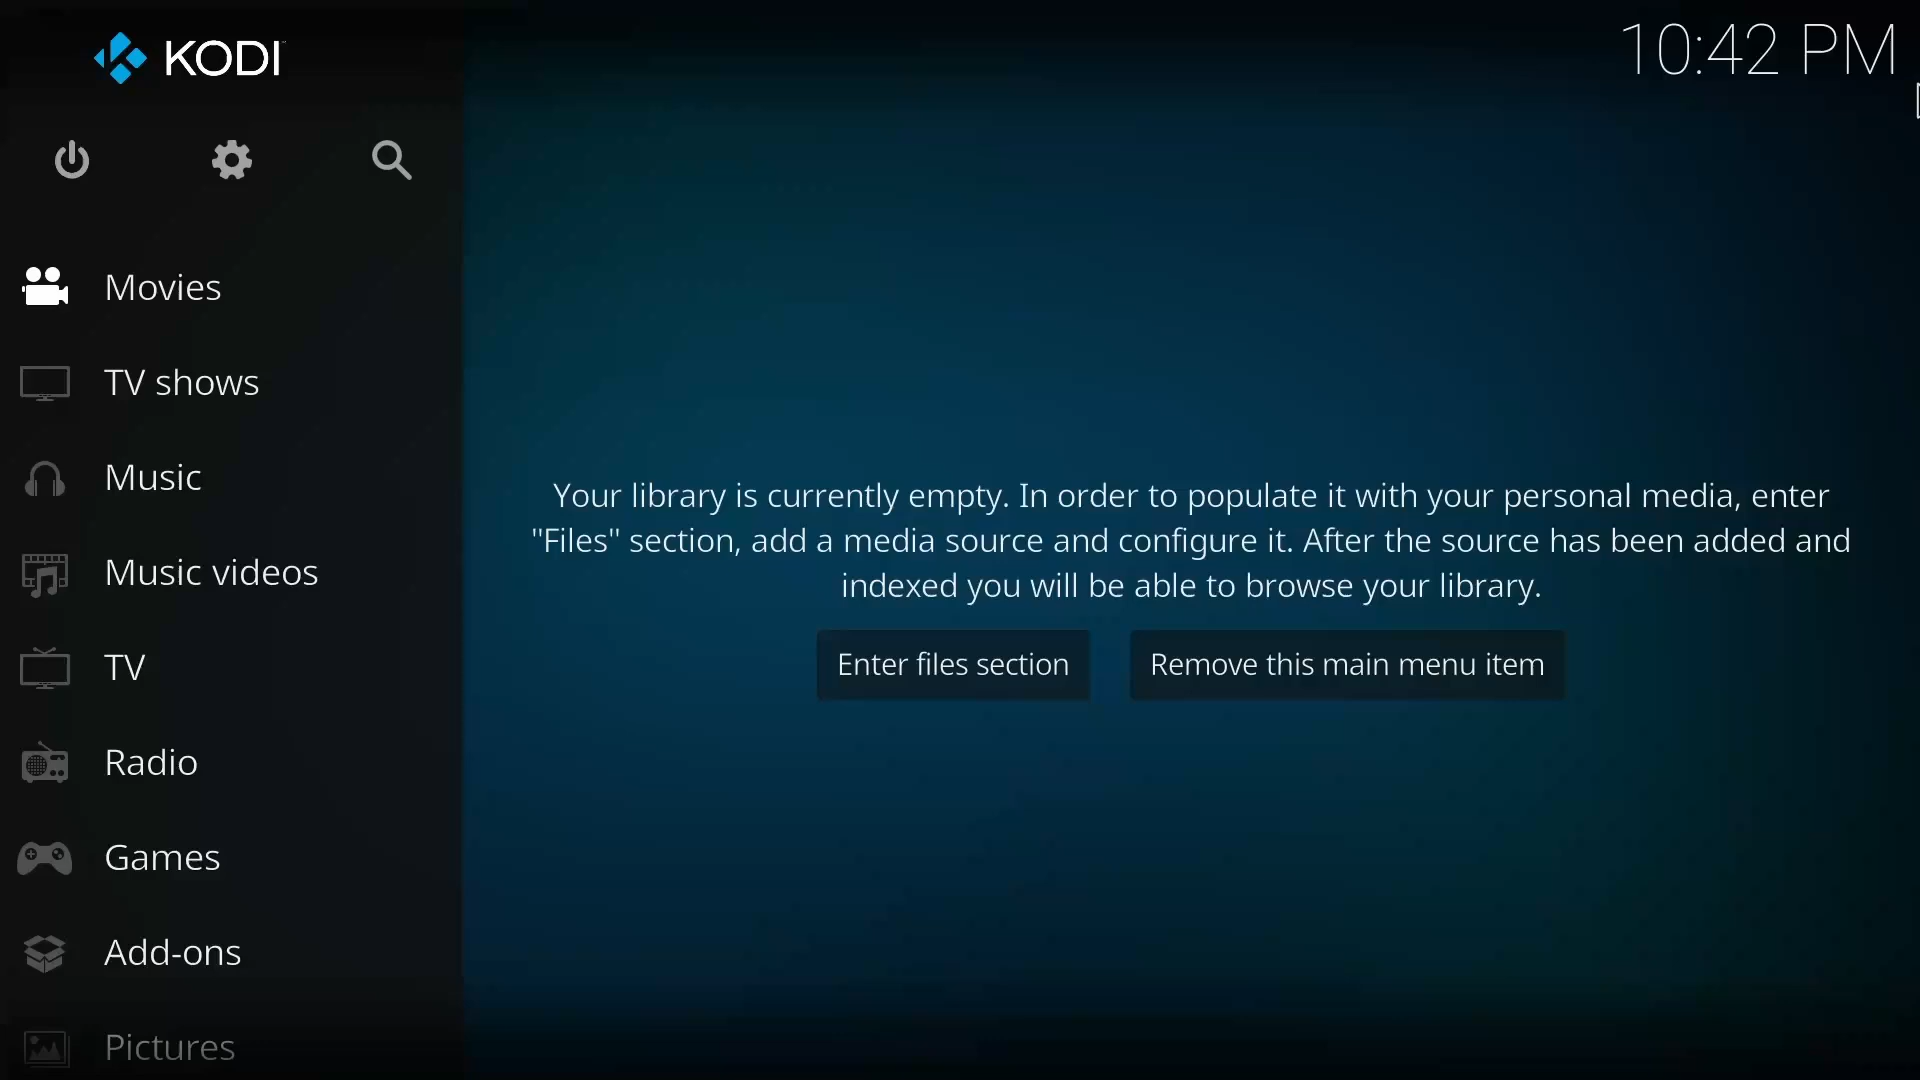 KODI
10:42 PM
Movies
TV shows
Music
Music videos
TV
Radio
Games
Add-ons
Pictures
Your library is currently empty. In order to populate it with your personal media, enter
"Files" section, add a media source and configure it. After the source has been added and
indexed you will be able to browse your library.
Enter files section
Remove this main menu item